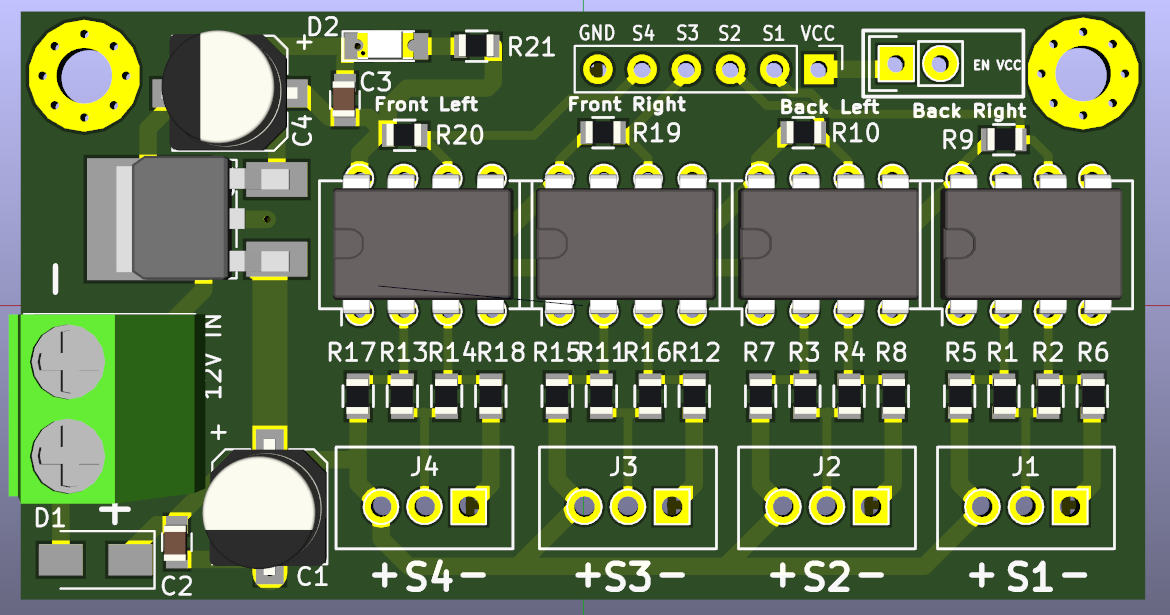 D2
+
R21
GND S4 S3 S2 S1 VCC
EN VCC
C3
C4
Front Left
Front Right
Back Left
Back Right
R20
R19
R10
R9
−
12V IN
+
R17 R13 R14 R18 R15 R11 R16 R12 R7 R3 R4 R8 R5 R1 R2 R6
J4 J3 J2 J1
D1
+
C2
C1
+S4− +S3− +S2− +S1−